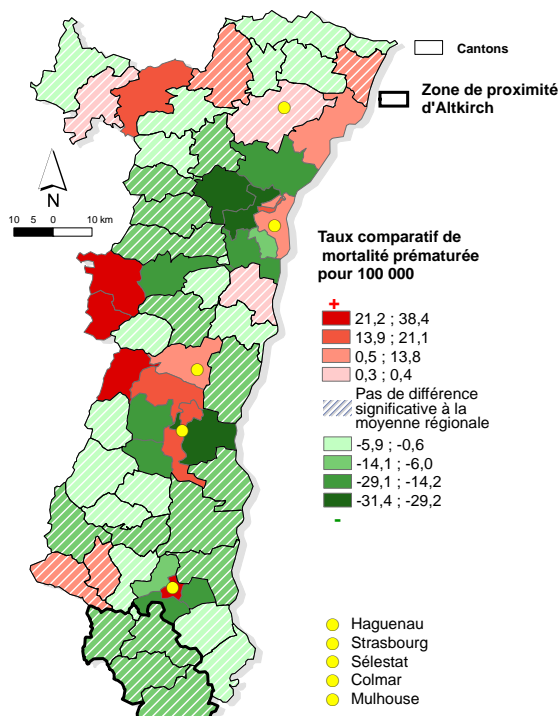 Cantons
Zone de proximité
d'Altkirch
N
10 5 0 10 km
Taux comparatif de
mortalité prématurée
pour 100 000
+
21,2 ; 38,4
13,9 ; 21,1
0,5 ; 13,8
0,3 ; 0,4
Pas de différence
significative à la
moyenne régionale
-5,9 ; -0,6
-14,1 ; -6,0
-29,1 ; -14,2
-31,4 ; -29,2
-
Haguenau
Strasbourg
Sélestat
Colmar
Mulhouse